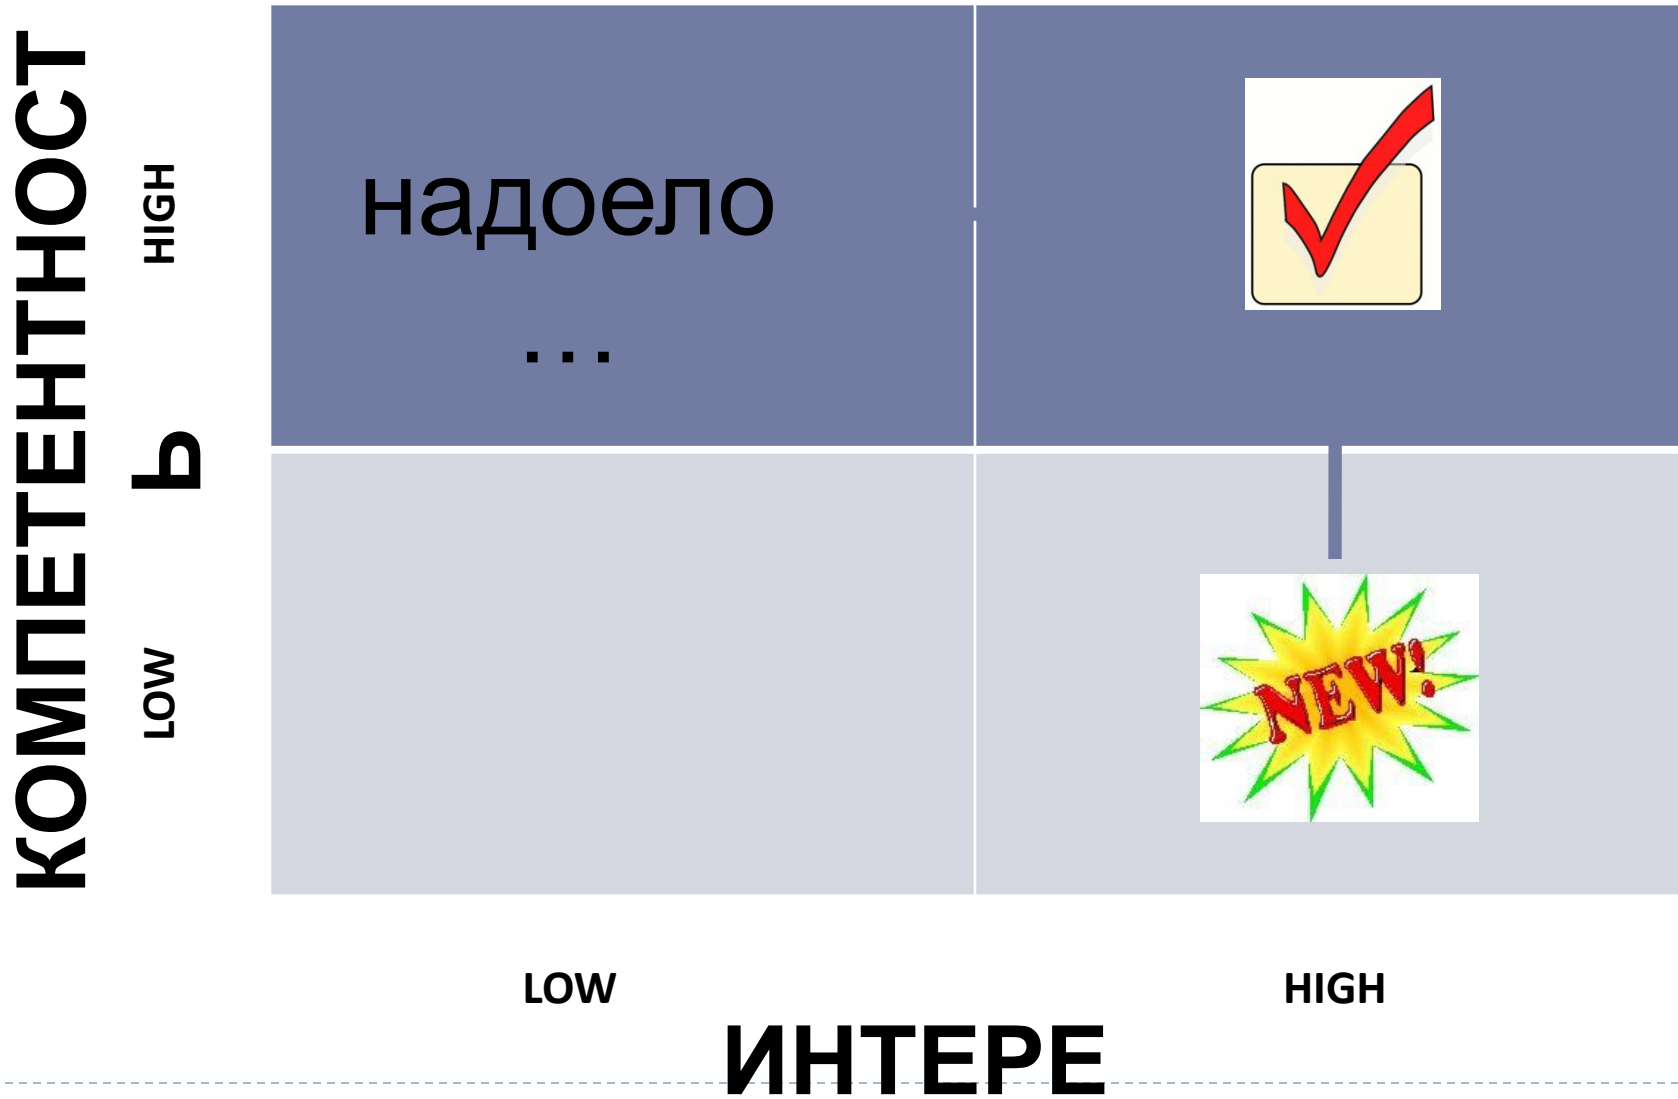 КОМПЕТЕНТНОСТ
Ь
HIGH
LOW
надоело
...
NEW!
LOW
HIGH
ИНТЕРЕ